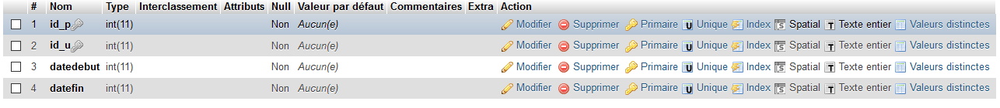 # Nom Type Interclassement Attributs Null Valeur par défaut Commentaires Extra Action
1 id_p int(11) Non Aucun(e) Modifier Supprimer Primaire U Unique Index S Spatial T Texte entier Valeurs distinctes
2 id_u int(11) Non Aucun(e) Modifier Supprimer Primaire U Unique Index S Spatial T Texte entier Valeurs distinctes
3 datedebut int(11) Non Aucun(e) Modifier Supprimer Primaire U Unique Index S Spatial T Texte entier Valeurs distinctes
4 datefin int(11) Non Aucun(e) Modifier Supprimer Primaire U Unique Index S Spatial T Texte entier Valeurs distinctes